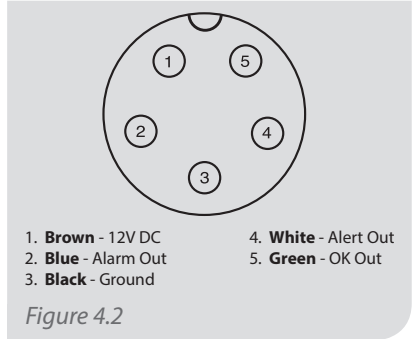 1
5
2
4
3
1. Brown - 12V DC
2. Blue - Alarm Out
3. Black - Ground
4. White - Alert Out
5. Green - OK Out
Figure 4.2